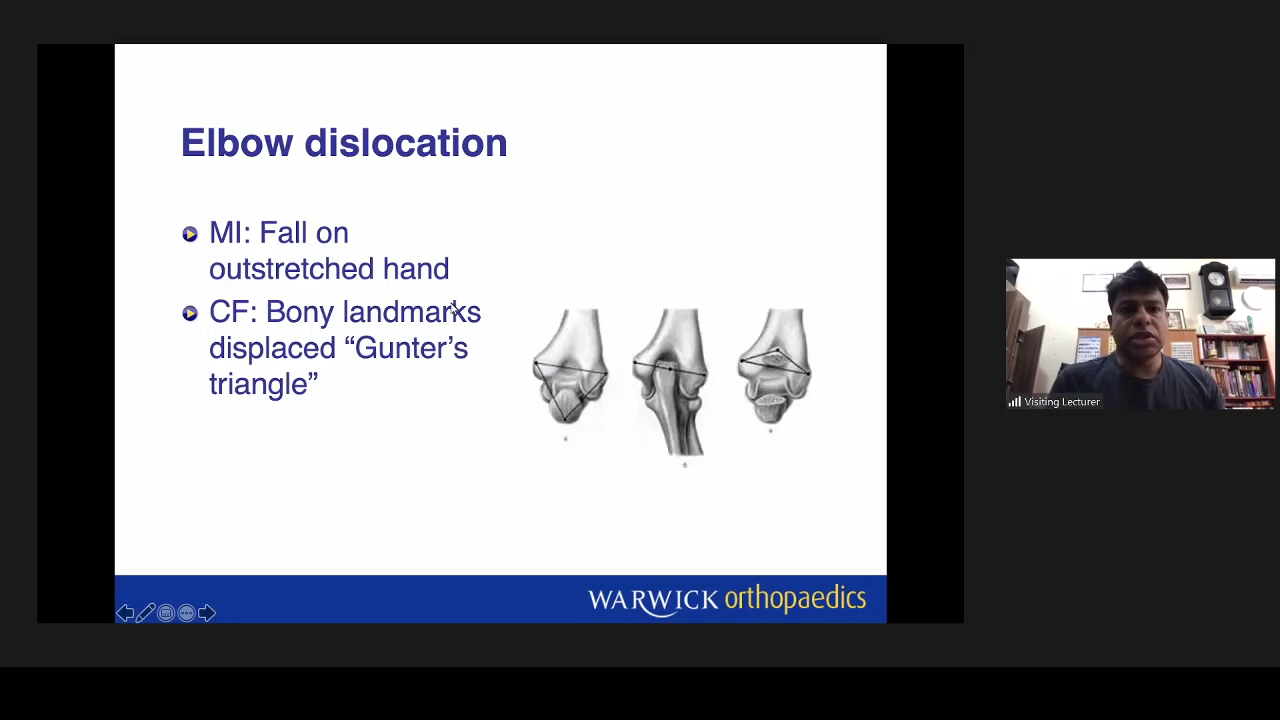 Elbow dislocation
MI: Fall on
outstretched hand
CF: Bony landmarks
displaced “Gunter’s
triangle”
WARWICK orthopaedics
Visiting Lecturer